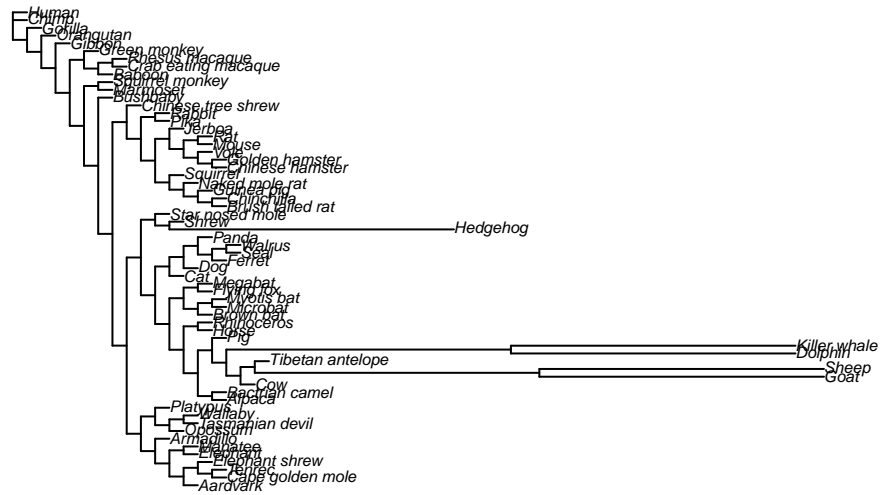 Human
Chimp
Gorilla
Orangutan
Gibbon
Green monkey
Rhesus macaque
Crab eating macaque
Baboon
Squirrel monkey
Marmoset
Bushbaby
Chinese tree shrew
Rabbit
Pika
Jerboa
Rat
Mouse
Vole
Golden hamster
Chinese hamster
Squirrel
Naked mole rat
Guinea pig
Chinchilla
Brush tailed rat
Star nosed mole
Shrew
Hedgehog
Panda
Walrus
Seal
Ferret
Dog
Cat
Megabat
Flying fox
Myotis bat
Microbat
Brown bat
Rhinoceros
Horse
Pig
Killer whale
Dolphin
Tibetan antelope
Sheep
Goat
Cow
Bactrian camel
Alpaca
Platypus
Wallaby
Tasmanian devil
Opossum
Armadillo
Manatee
Elephant
Elephant shrew
Tenrec
Cape golden mole
Aardvark